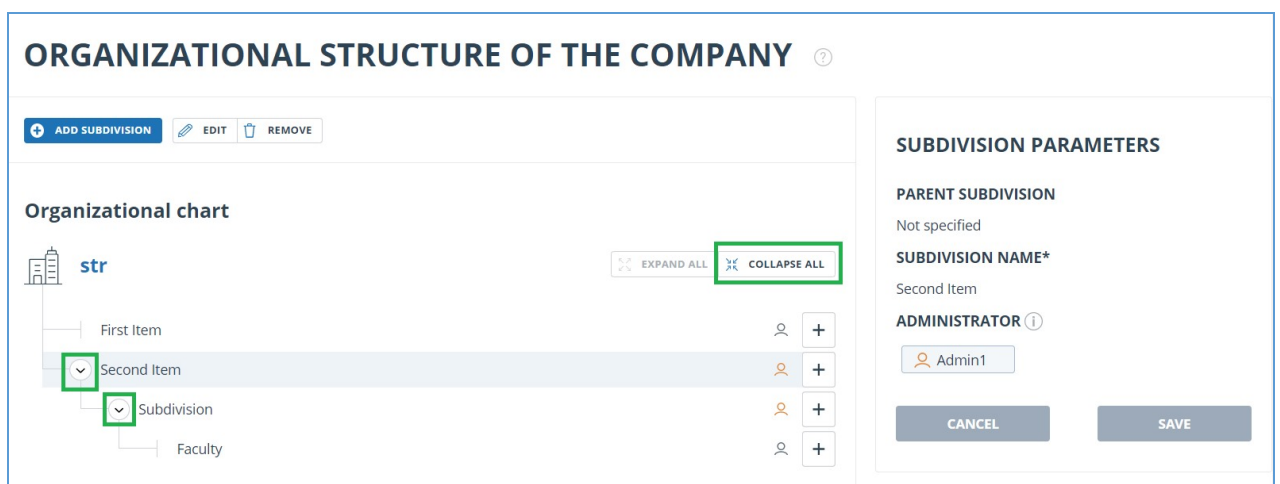 ORGANIZATIONAL STRUCTURE OF THE COMPANY ?
ADD SUBDIVISION EDIT REMOVE
Organizational chart
str
EXPAND ALL COLLAPSE ALL
First Item
Second Item
Subdivision
Faculty
SUBDIVISION PARAMETERS
PARENT SUBDIVISION
Not specified
SUBDIVISION NAME*
Second Item
ADMINISTRATOR i
Admin1
CANCEL SAVE